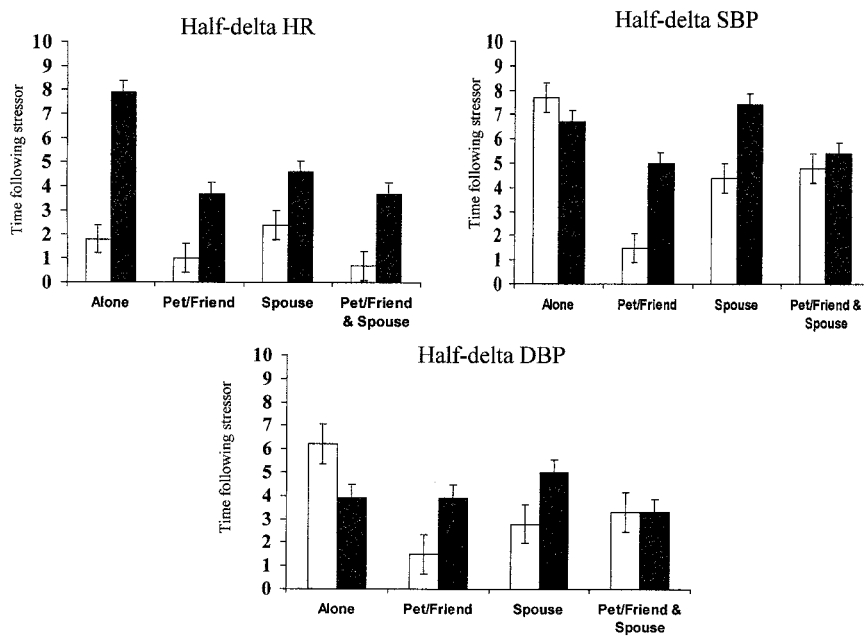 Half-delta HR
Time following stressor
10
9
8
7
6
5
4
3
2
1
0
Alone Pet/Friend Spouse Pet/Friend
& Spouse
Half-delta SBP
Time following stressor
10
9
8
7
6
5
4
3
2
1
0
Alone Pet/Friend Spouse Pet/Friend &
Spouse
Half-delta DBP
Time following stressor
10
9
8
7
6
5
4
3
2
1
0
Alone Pet/Friend Spouse Pet/Friend &
Spouse